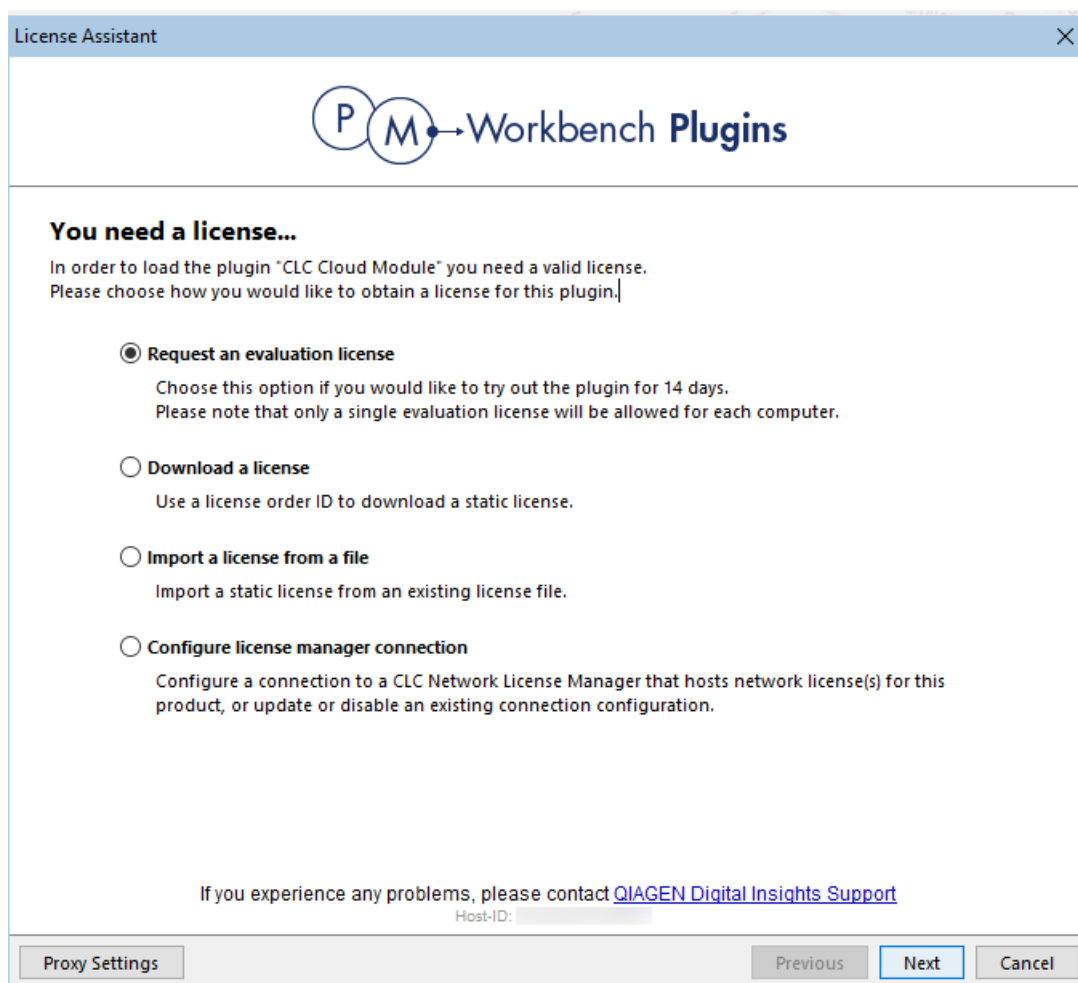 License Assistant
P M Workbench Plugins
You need a license...
In order to load the plugin "CLC Cloud Module" you need a valid license.
Please choose how you would like to obtain a license for this plugin.
Request an evaluation license
Choose this option if you would like to try out the plugin for 14 days.
Please note that only a single evaluation license will be allowed for each computer.
Download a license
Use a license order ID to download a static license.
Import a license from a file
Import a static license from an existing license file.
Configure license manager connection
Configure a connection to a CLC Network License Manager that hosts network license(s) for this
product, or update or disable an existing connection configuration.
If you experience any problems, please contact QIAGEN Digital Insights Support
Host-ID:
Proxy Settings Previous Next Cancel